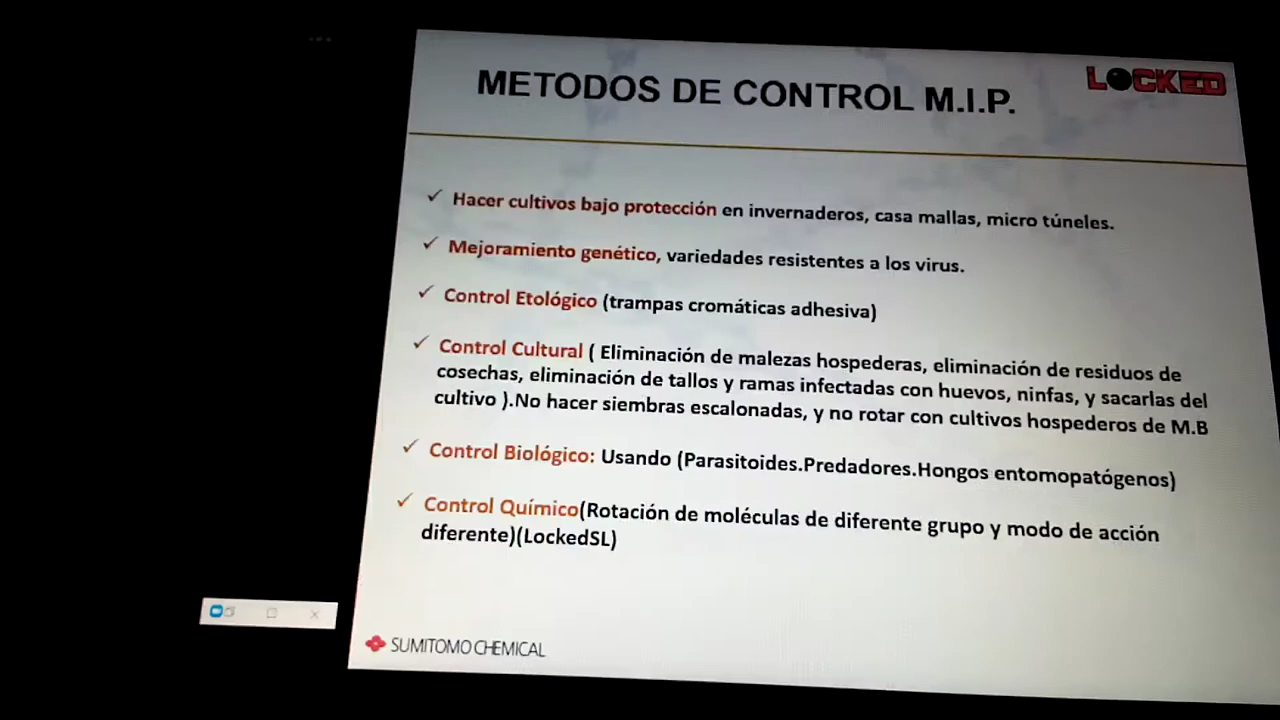 LOCKED
METODOS DE CONTROL M.I.P.
✓ Hacer cultivos bajo protección en invernaderos, casa mallas, micro túneles.
✓ Mejoramiento genético, variedades resistentes a los virus.
✓ Control Etológico (trampas cromáticas adhesiva)
✓ Control Cultural ( Eliminación de malezas hospederas, eliminación de residuos de
cosechas, eliminación de tallos y ramas infectadas con huevos, ninfas, y sacarlas del
cultivo ).No hacer siembras escalonadas, y no rotar con cultivos hospederos de M.B
✓ Control Biológico: Usando (Parasitoides.Predadores.Hongos entomopatógenos)
✓ Control Químico(Rotación de moléculas de diferente grupo y modo de acción
diferente)(LockedSL)
SUMITOMO CHEMICAL